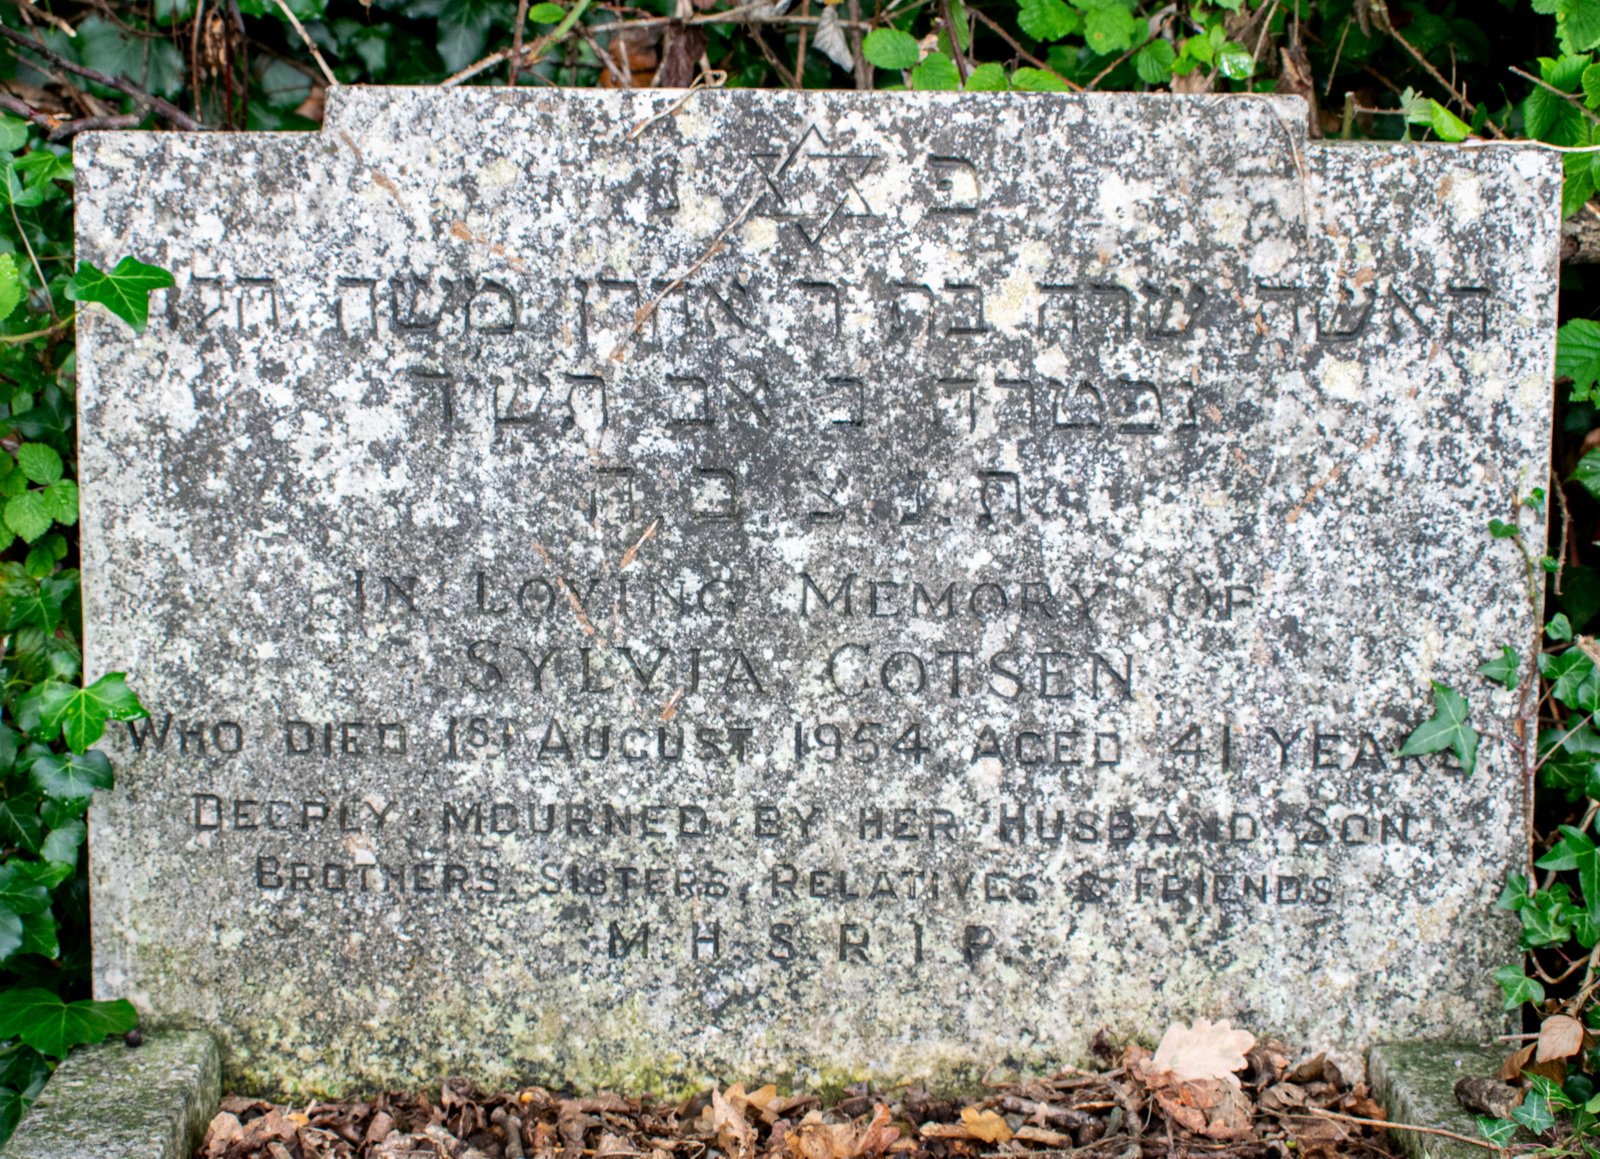 פ נ
האשה שרה בת ר אהרן משה
נפטרה ב אב תשיד
ת נ צ ב ה
IN LOVING MEMORY OF
SYLVIA COTSEN
WHO DIED 1ST AUGUST 1954 AGED 41 YEARS
DEEPLY MOURNED BY HER HUSBAND SON
BROTHERS, SISTERS, RELATIVES & FRIENDS
M H S R I P.